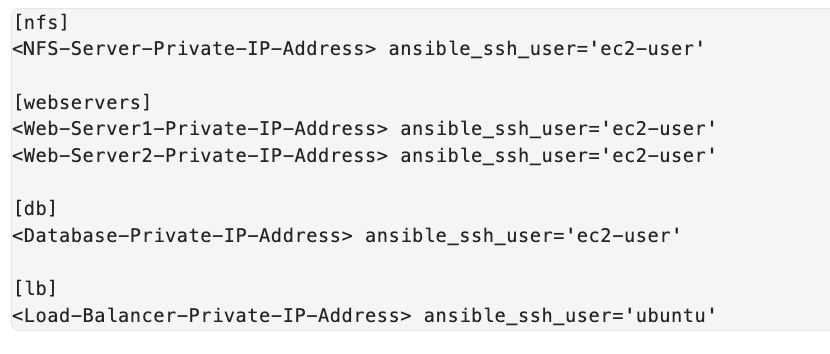 [nfs]
<NFS-Server-Private-IP-Address> ansible_ssh_user='ec2-user'
[webservers]
<Web-Server1-Private-IP-Address> ansible_ssh_user='ec2-user'
<Web-Server2-Private-IP-Address> ansible_ssh_user='ec2-user'
[db]
<Database-Private-IP-Address> ansible_ssh_user='ec2-user'
[lb]
<Load-Balancer-Private-IP-Address> ansible_ssh_user='ubuntu'